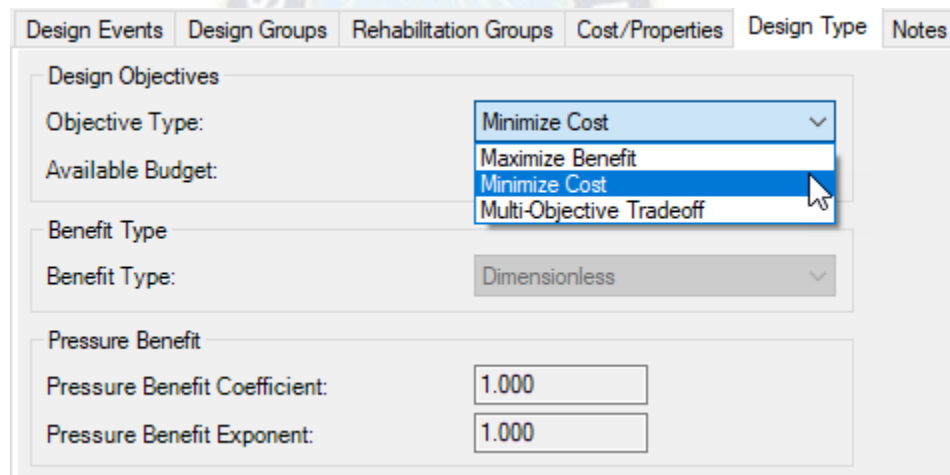 Design Events Design Groups Rehabilitation Groups Cost/Properties Design Type Notes
Design Objectives
Objective Type: Minimize Cost
Maximize Benefit
Available Budget:
Minimize Cost
Multi-Objective Tradeoff
Benefit Type
Benefit Type: Dimensionless
Pressure Benefit
Pressure Benefit Coefficient: 1.000
Pressure Benefit Exponent: 1.000